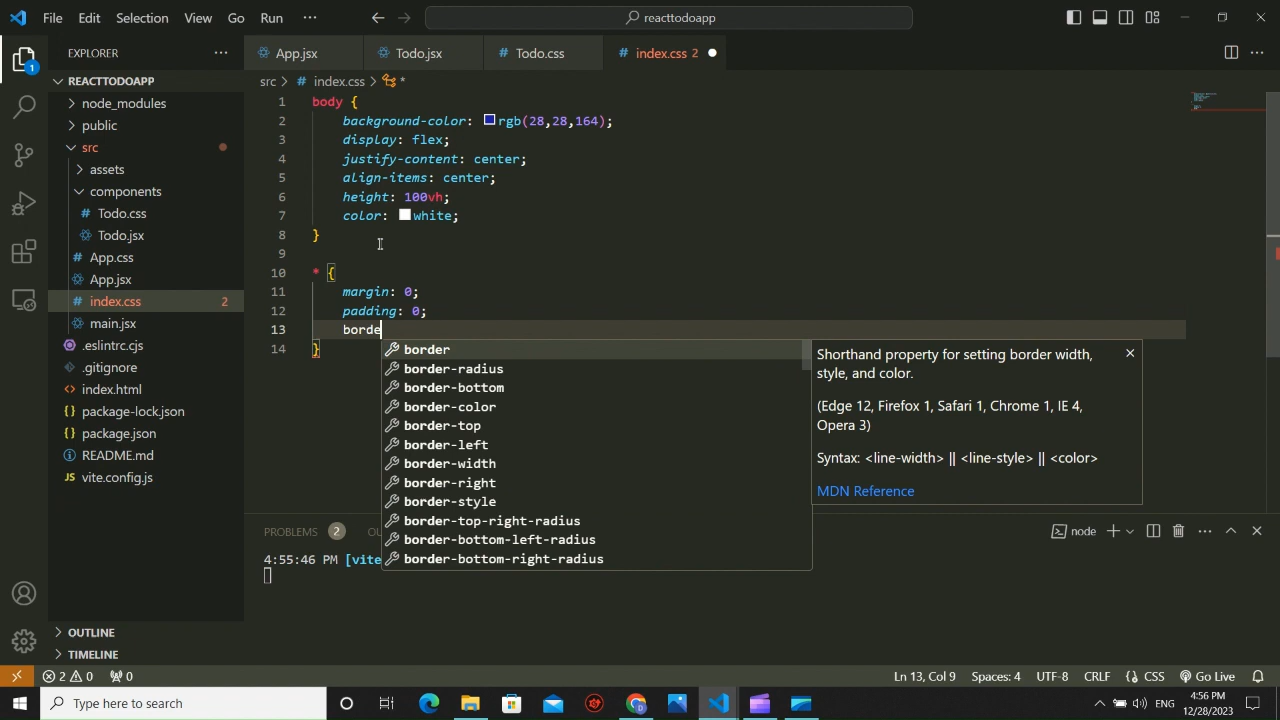 File Edit Selection View Go Run ···
reacttodoapp
EXPLORER ···
REACTTODOAPP
node_modules
public
src
assets
components
Todo.css
Todo.jsx
App.css
App.jsx
index.css 2
main.jsx
.eslintrc.cjs
.gitignore
index.html
package-lock.json
package.json
README.md
vite.config.js
OUTLINE
TIMELINE
1
App.jsx Todo.jsx Todo.css index.css 2
src > index.css > *
1 body {
2 background-color: rgb(28,28,164);
3 display: flex;
4 justify-content: center;
5 align-items: center;
6 height: 100vh;
7 color: white;
8 }
9
10 * {
11 margin: 0;
12 padding: 0;
13 borde
14 }
border
border-radius
border-bottom
border-color
border-top
border-left
border-width
border-right
border-style
border-top-right-radius
border-bottom-left-radius
border-bottom-right-radius
Shorthand property for setting border width,
style, and color.
(Edge 12, Firefox 1, Safari 1, Chrome 1, IE 4,
Opera 3)
Syntax: <line-width> || <line-style> || <color>
MDN Reference
PROBLEMS 2 OU
node
4:55:46 PM [vite
2 0 0
Ln 13, Col 9 Spaces: 4 UTF-8 CRLF {} CSS Go Live
Type here to search
ENG
4:56 PM
12/28/2023